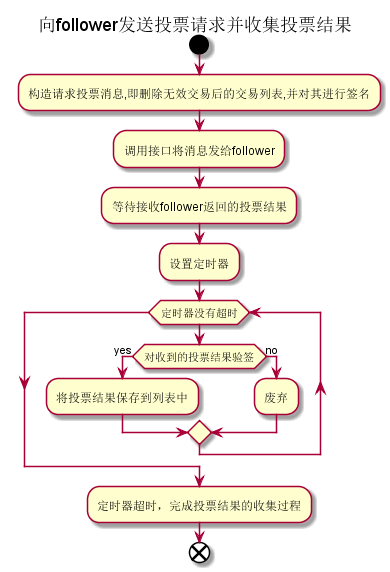 向follower发送投票请求并收集投票结果
构造请求投票消息,即删除无效交易后的交易列表,并对其进行签名
调用接口将消息发给follower
等待接收follower返回的投票结果
设置定时器
定时器没有超时
对收到的投票结果验签
yes
no
将投票结果保存到列表中
废弃
定时器超时，完成投票结果的收集过程